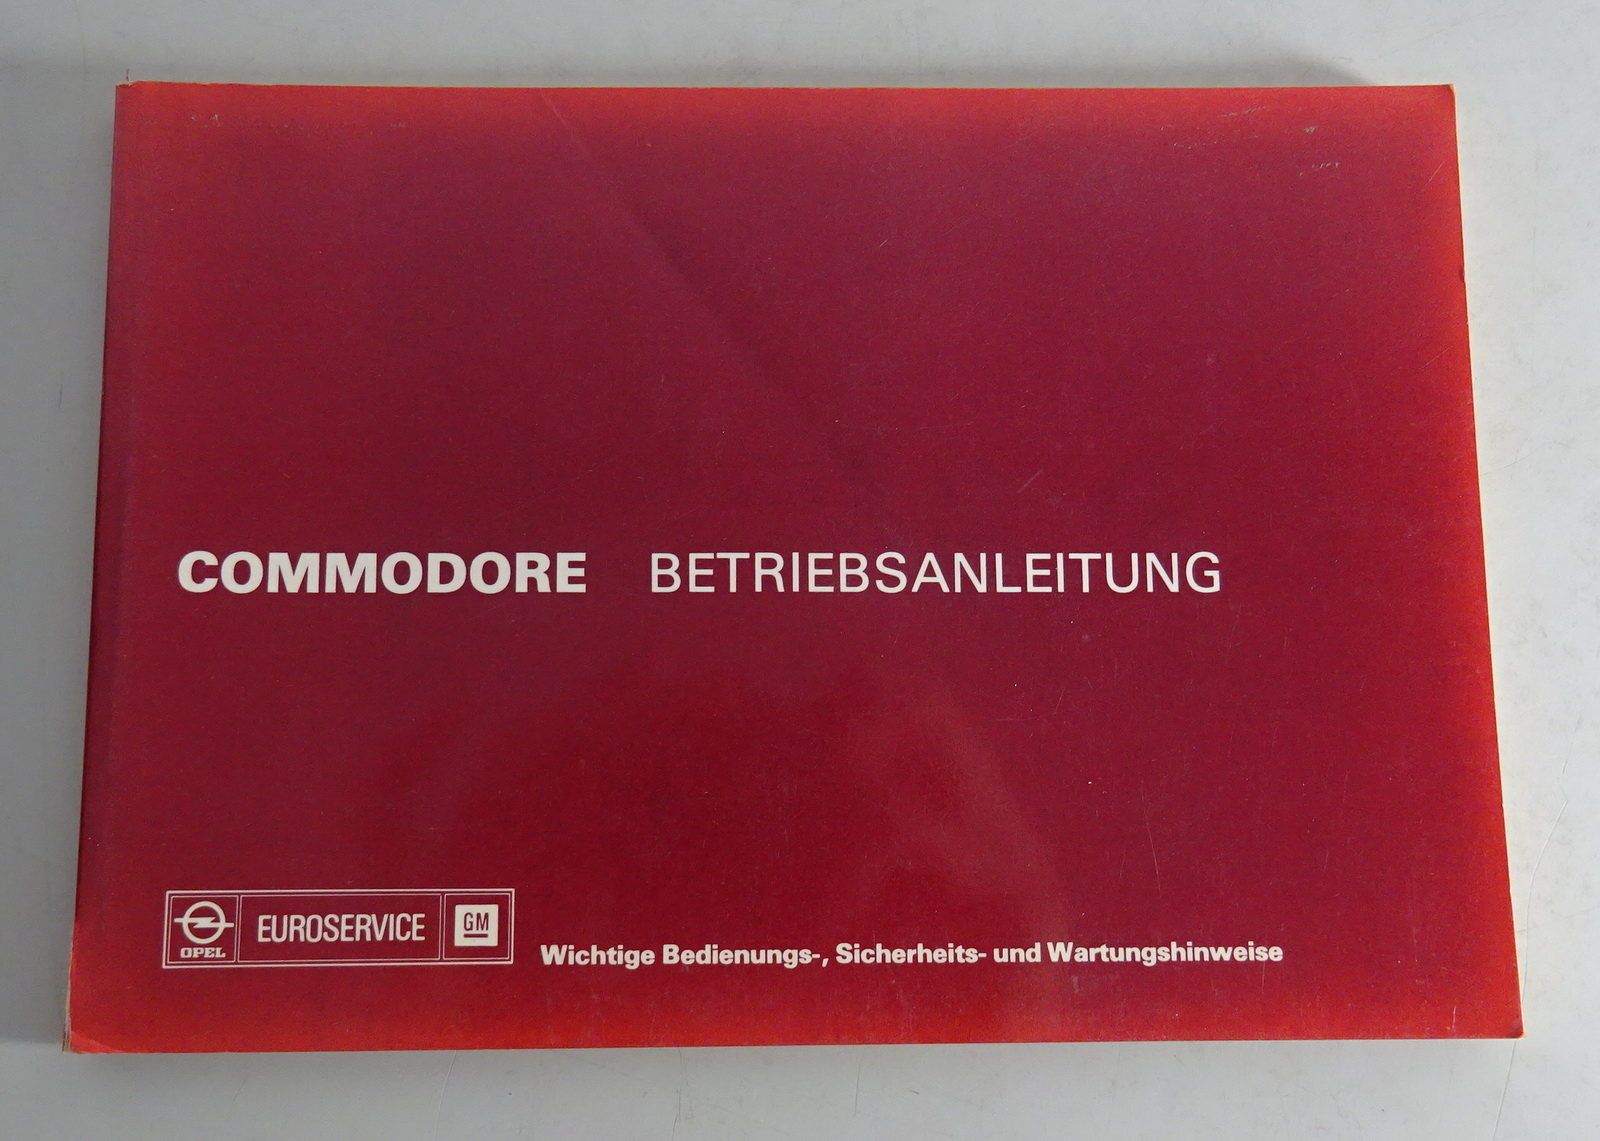 COMMODORE BETRIEBSANLEITUNG
OPEL EUROSERVICE GM
Wichtige Bedienungs-, Sicherheits- und Wartungshinweise